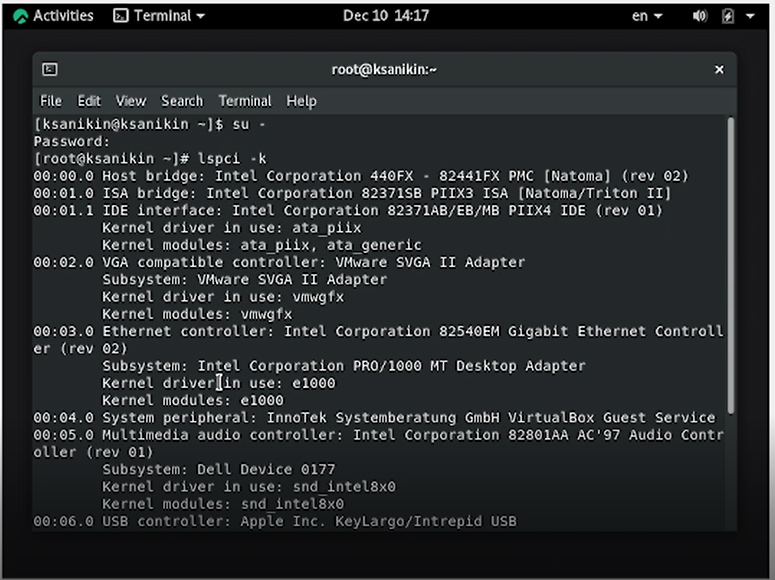 Activities Terminal Dec 10 14:17 en
root@ksanikin:~
File Edit View Search Terminal Help
[ksanikin@ksanikin ~]$ su -
Password:
[root@ksanikin ~]# lspci -k
00:00.0 Host bridge: Intel Corporation 440FX - 82441FX PMC [Natoma] (rev 02)
00:01.0 ISA bridge: Intel Corporation 82371SB PIIX3 ISA [Natoma/Triton II]
00:01.1 IDE interface: Intel Corporation 82371AB/EB/MB PIIX4 IDE (rev 01)
Kernel driver in use: ata_piix
Kernel modules: ata_piix, ata_generic
00:02.0 VGA compatible controller: VMware SVGA II Adapter
Subsystem: VMware SVGA II Adapter
Kernel driver in use: vmwgfx
Kernel modules: vmwgfx
00:03.0 Ethernet controller: Intel Corporation 82540EM Gigabit Ethernet Controll
er (rev 02)
Subsystem: Intel Corporation PRO/1000 MT Desktop Adapter
Kernel driver in use: e1000
Kernel modules: e1000
00:04.0 System peripheral: InnoTek Systemberatung GmbH VirtualBox Guest Service
00:05.0 Multimedia audio controller: Intel Corporation 82801AA AC'97 Audio Contr
oller (rev 01)
Subsystem: Dell Device 0177
Kernel driver in use: snd_intel8x0
Kernel modules: snd_intel8x0
00:06.0 USB controller: Apple Inc. KeyLargo/Intrepid USB